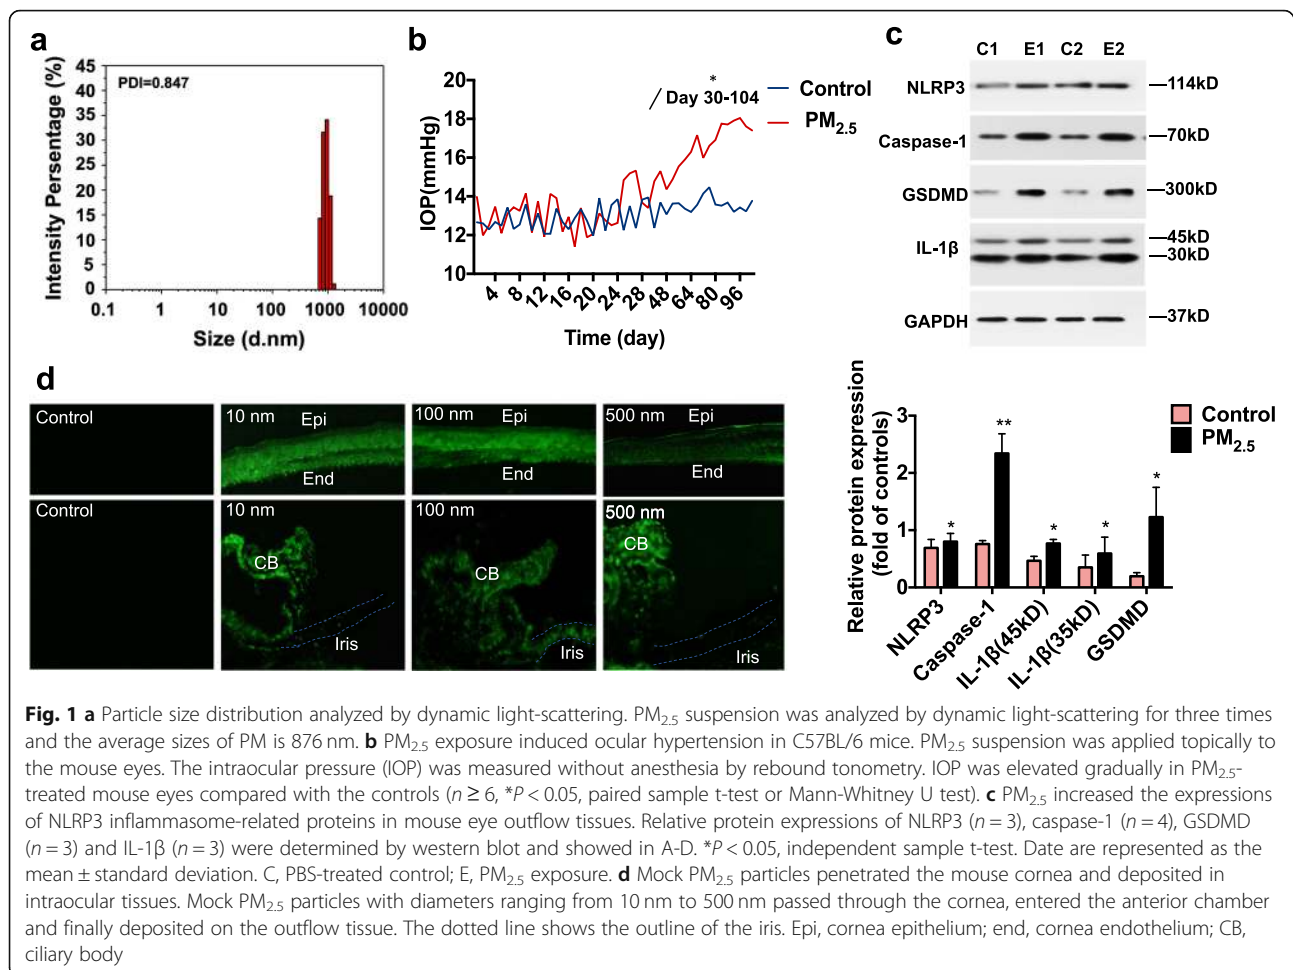 a
PDI=0.847
Intensity Persentage (%)
45
40
35
30
25
20
15
10
5
0
0.1 1 10 100 1000 10000
Size (d.nm)
b
IOP(mmHg)
20
18
16
14
12
10
*
Day 30-104
Control
PM2.5
4 8 12 16 20 24 28 48 64 80 96
Time (day)
c
C1 E1 C2 E2
NLRP3 —114kD
Caspase-1 —70kD
GSDMD —300kD
IL-1β —45kD
—30kD
GAPDH —37kD
Relative protein expression
(fold of controls)
3
2
1
0
Control
PM2.5
* ** * * *
NLRP3 Caspase-1 IL-1β(45kD) IL-1β(35kD) GSDMD
d
Control 10 nm Epi End 100 nm Epi End 500 nm Epi End
Control 10 nm CB Iris 100 nm CB Iris 500 nm CB Iris
Fig. 1 a Particle size distribution analyzed by dynamic light-scattering. PM2.5 suspension was analyzed by dynamic light-scattering for three times
and the average sizes of PM is 876 nm. b PM2.5 exposure induced ocular hypertension in C57BL/6 mice. PM2.5 suspension was applied topically to
the mouse eyes. The intraocular pressure (IOP) was measured without anesthesia by rebound tonometry. IOP was elevated gradually in PM2.5-
treated mouse eyes compared with the controls (n ≥ 6, *P < 0.05, paired sample t-test or Mann-Whitney U test). c PM2.5 increased the expressions
of NLRP3 inflammasome-related proteins in mouse eye outflow tissues. Relative protein expressions of NLRP3 (n = 3), caspase-1 (n = 4), GSDMD
(n = 3) and IL-1β (n = 3) were determined by western blot and showed in A-D. *P < 0.05, independent sample t-test. Date are represented as the
mean ± standard deviation. C, PBS-treated control; E, PM2.5 exposure. d Mock PM2.5 particles penetrated the mouse cornea and deposited in
intraocular tissues. Mock PM2.5 particles with diameters ranging from 10 nm to 500 nm passed through the cornea, entered the anterior chamber
and finally deposited on the outflow tissue. The dotted line shows the outline of the iris. Epi, cornea epithelium; end, cornea endothelium; CB,
ciliary body